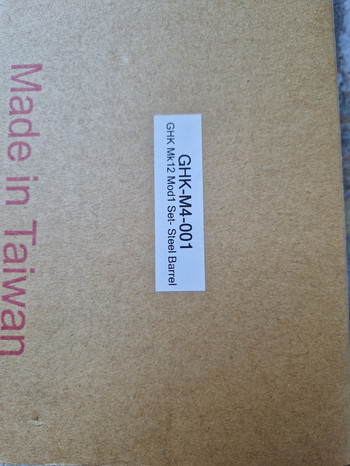 GHK-M4-001
GHK Mk12 Mod1 Set- Steel Barrel
Made in Taiwan